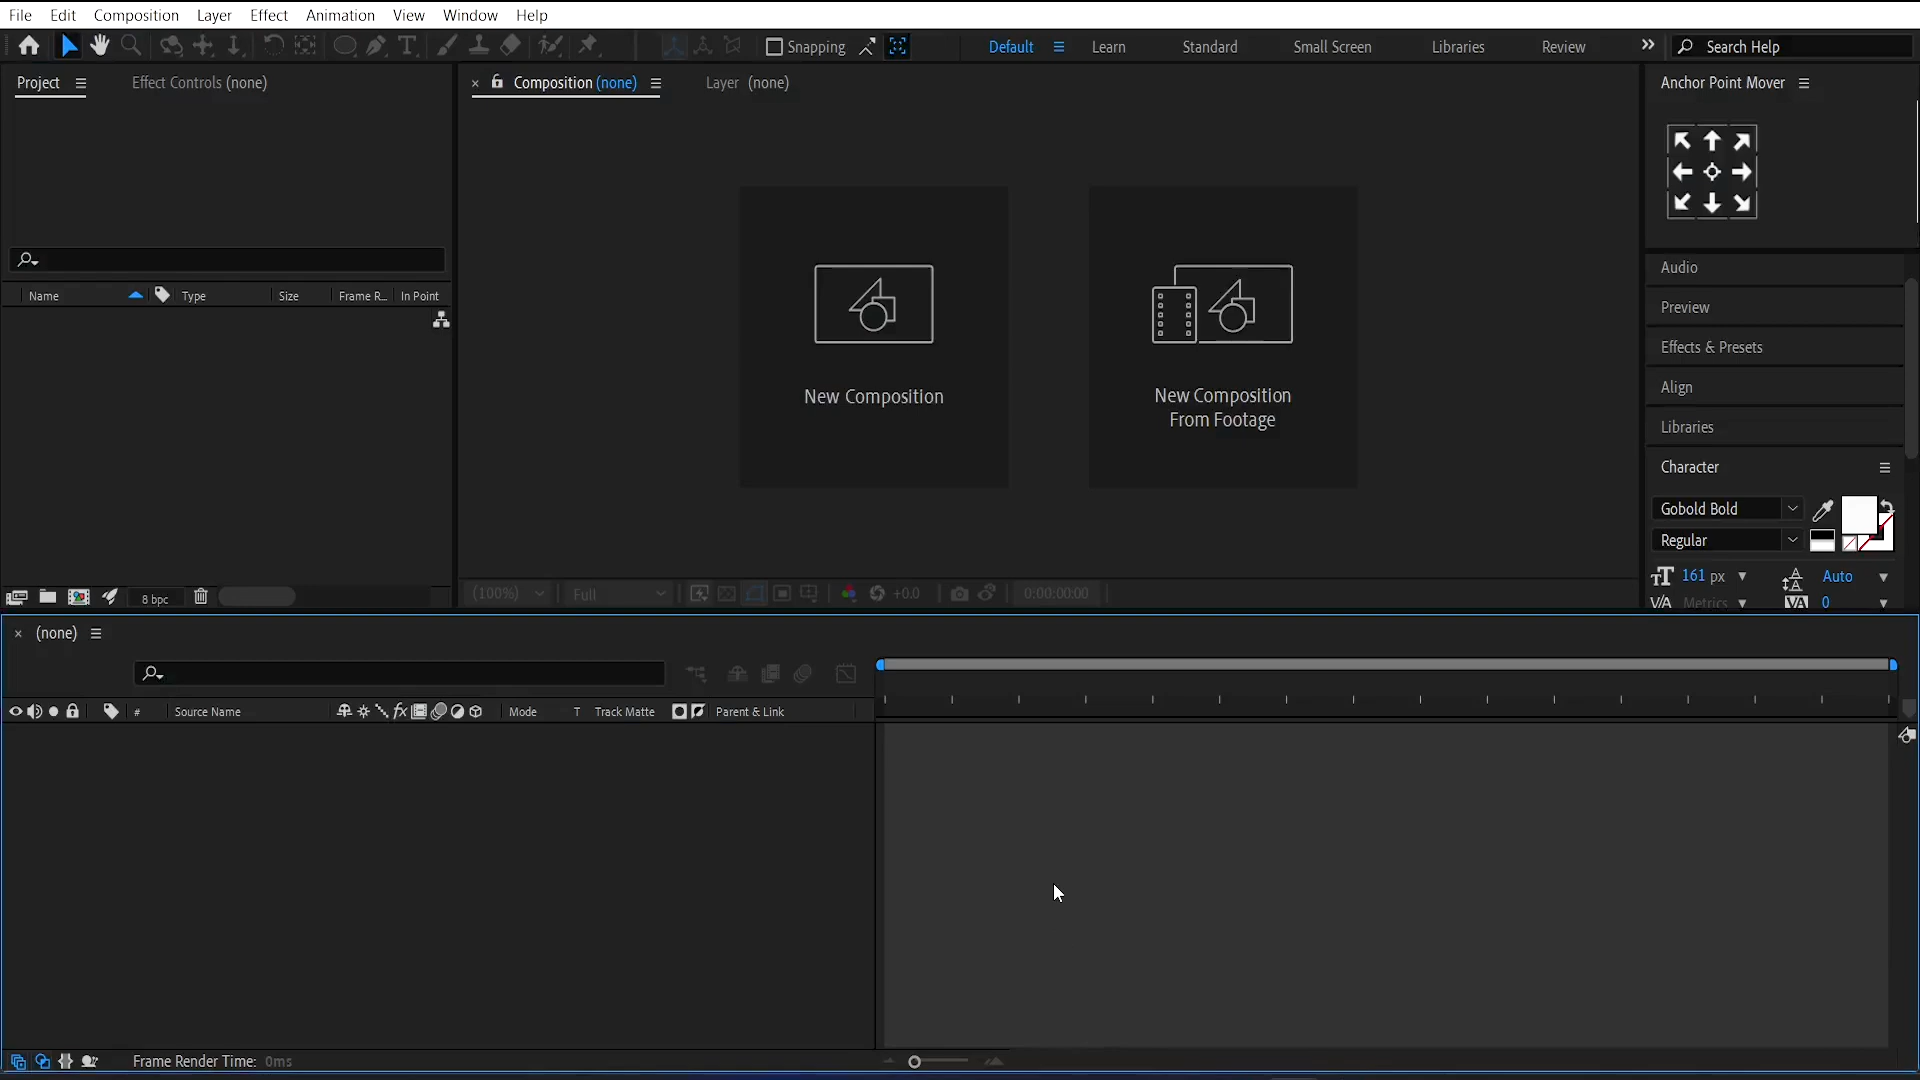 File Edit Composition Layer Effect Animation View Window Help
Snapping Default Learn Standard Small Screen Libraries Review Search Help
Project Effect Controls (none) Composition (none) Layer (none) Anchor Point Mover
Name Type Size Frame R... In Point
New Composition
New Composition
From Footage
Audio
Preview
Effects & Presets
Align
Libraries
Character
Gobold Bold
Regular
161 px Auto
Metrics 0
8 bpc
(100%) Full +0.0 0:00:00:00
(none)
# Source Name Mode T Track Matte Parent & Link
Frame Render Time: 0ms